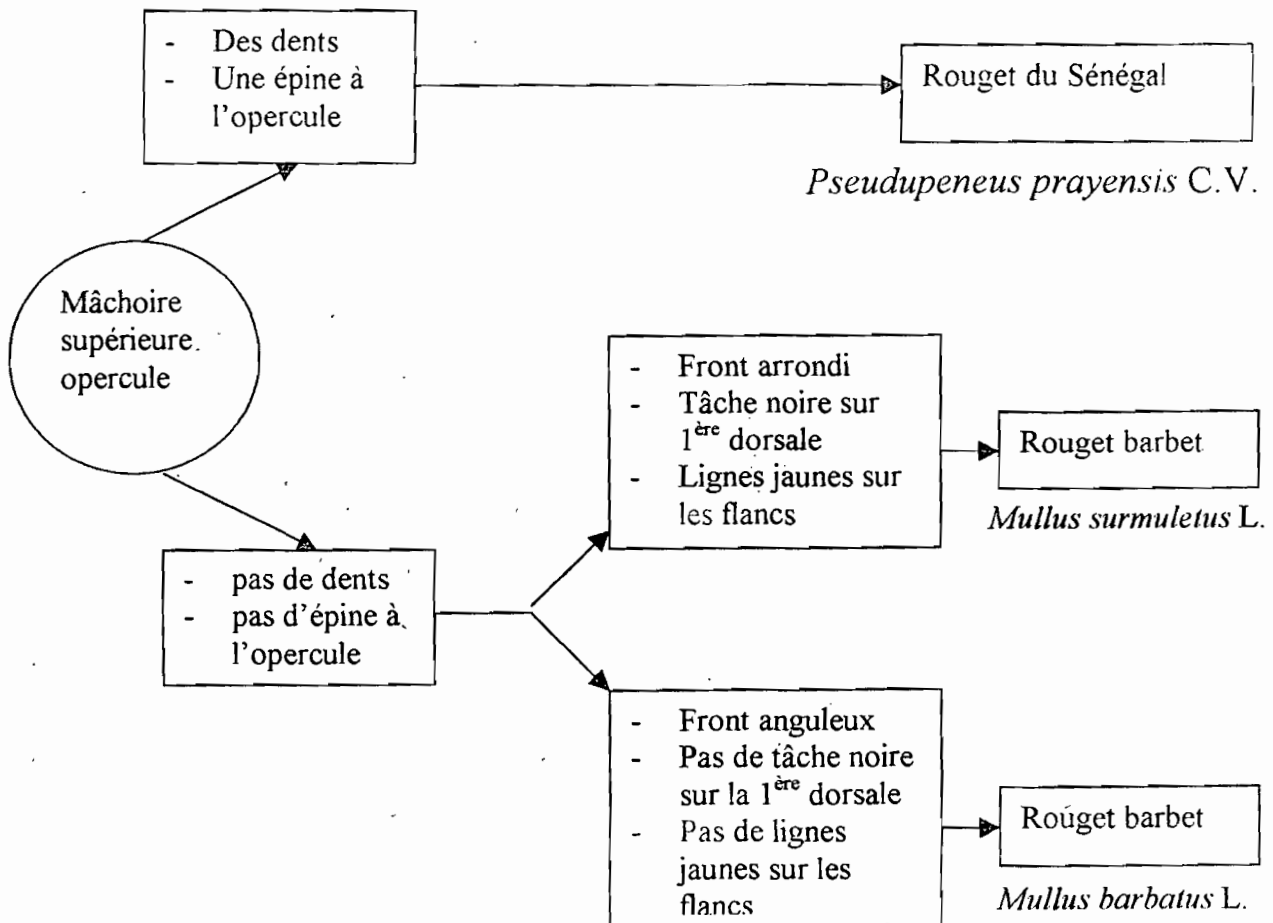 - Des dents
- Une épine à
l'opercule
Rouget du Sénégal
Pseudupeneus prayensis C.V.
Mâchoire
supérieure.
opercule
- Front arrondi
- Tâche noire sur
1ère dorsale
- Lignes jaunes sur
les flancs
Rouget barbet
Mullus surmuletus L.
- pas de dents
- pas d'épine à
l'opercule
- Front anguleux
- Pas de tâche noire
sur la 1ère dorsale
- Pas de lignes
jaunes sur les
flancs
Rouget barbet
Mullus barbatus L.